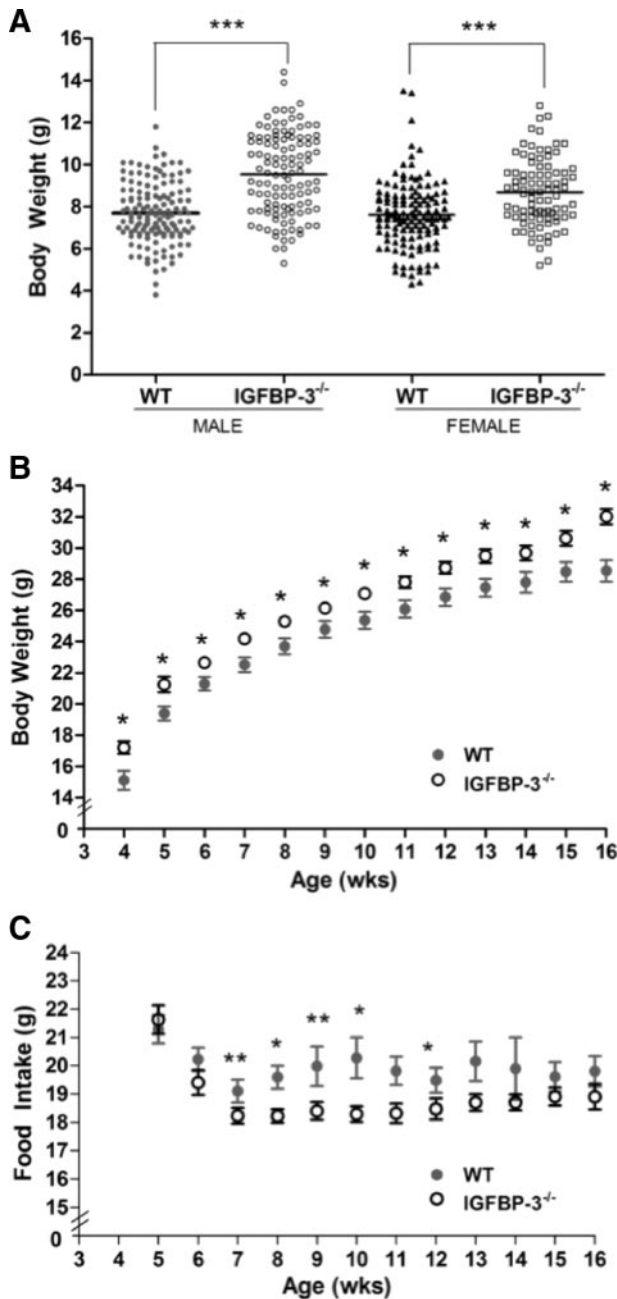 A
***
***
16
14
12
10
8
6
4
2
0
Body Weight (g)
WT
IGFBP-3-/-
WT
IGFBP-3-/-
MALE
FEMALE
B
34
32
30
28
26
24
22
20
18
16
14
0
Body Weight (g)
*
*
*
*
*
*
*
*
*
*
*
*
*
WT
IGFBP-3-/-
3 4 5 6 7 8 9 10 11 12 13 14 15 16
Age (wks)
C
24
23
22
21
20
19
18
17
16
15
0
Food Intake (g)
**
*
**
*
*
WT
IGFBP-3-/-
3 4 5 6 7 8 9 10 11 12 13 14 15 16
Age (wks)